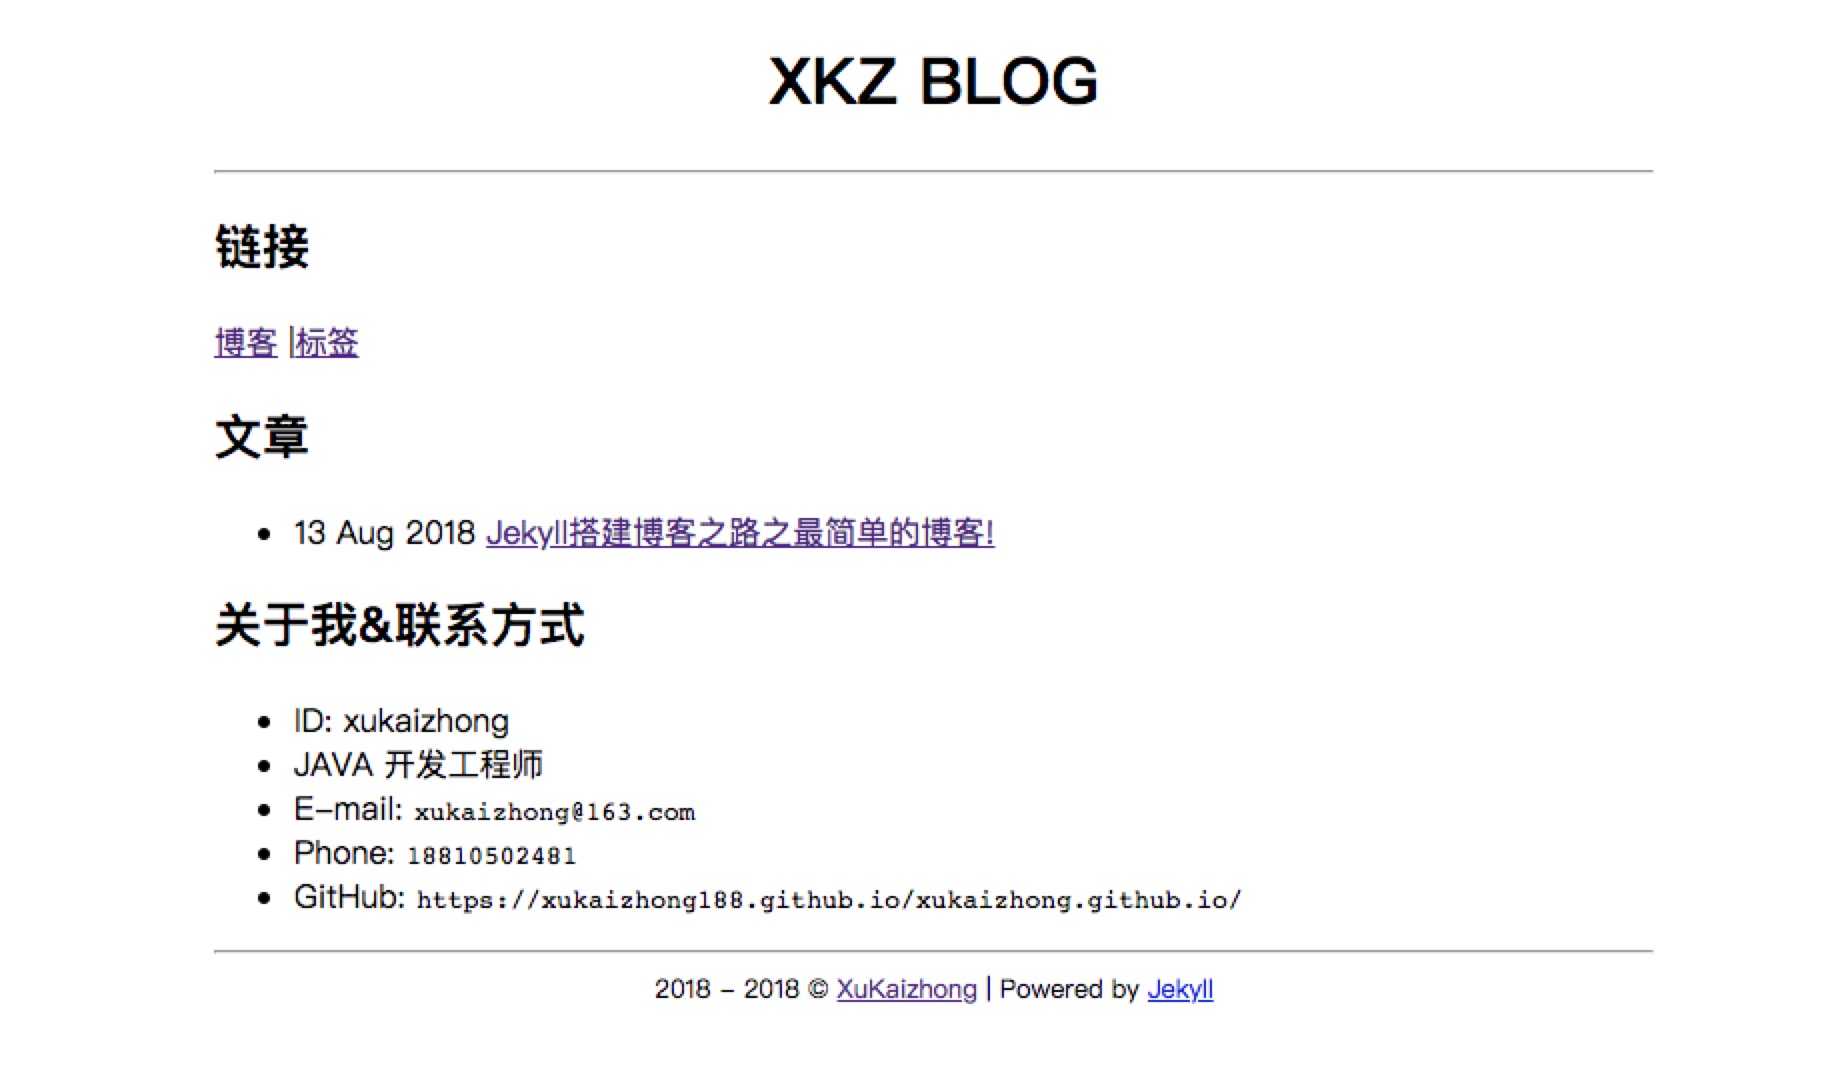 XKZ BLOG
链接
博客 |标签
文章
13 Aug 2018 Jekyll搭建博客之路之最简单的博客!
关于我&联系方式
ID: xukaizhong
JAVA 开发工程师
E-mail: xukaizhong@163.com
Phone: 18810502481
GitHub: https://xukaizhong188.github.io/xukaizhong.github.io/
2018 - 2018 © XuKaizhong | Powered by Jekyll